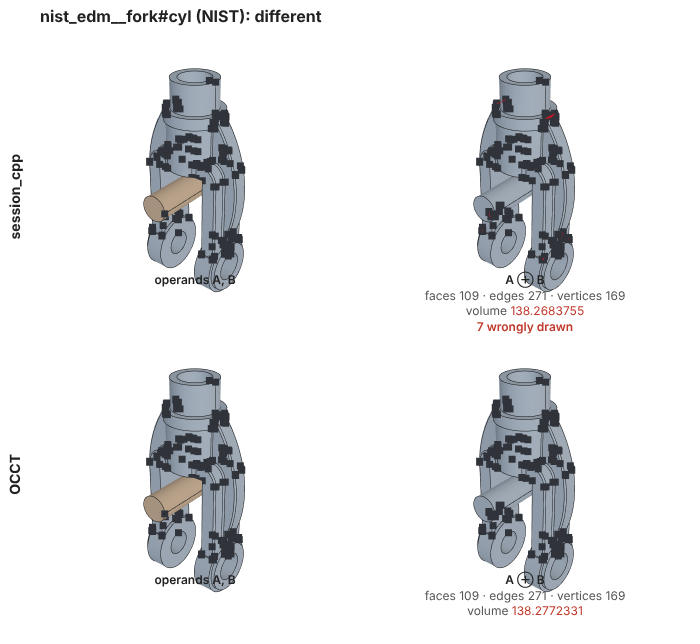 nist_edm__fork#cyl (NIST): different
session_cpp
operands A, B
A + B
faces 109 · edges 271 · vertices 169
volume 138.2683755
7 wrongly drawn
OCCT
operands A, B
A + B
faces 109 · edges 271 · vertices 169
volume 138.2772331